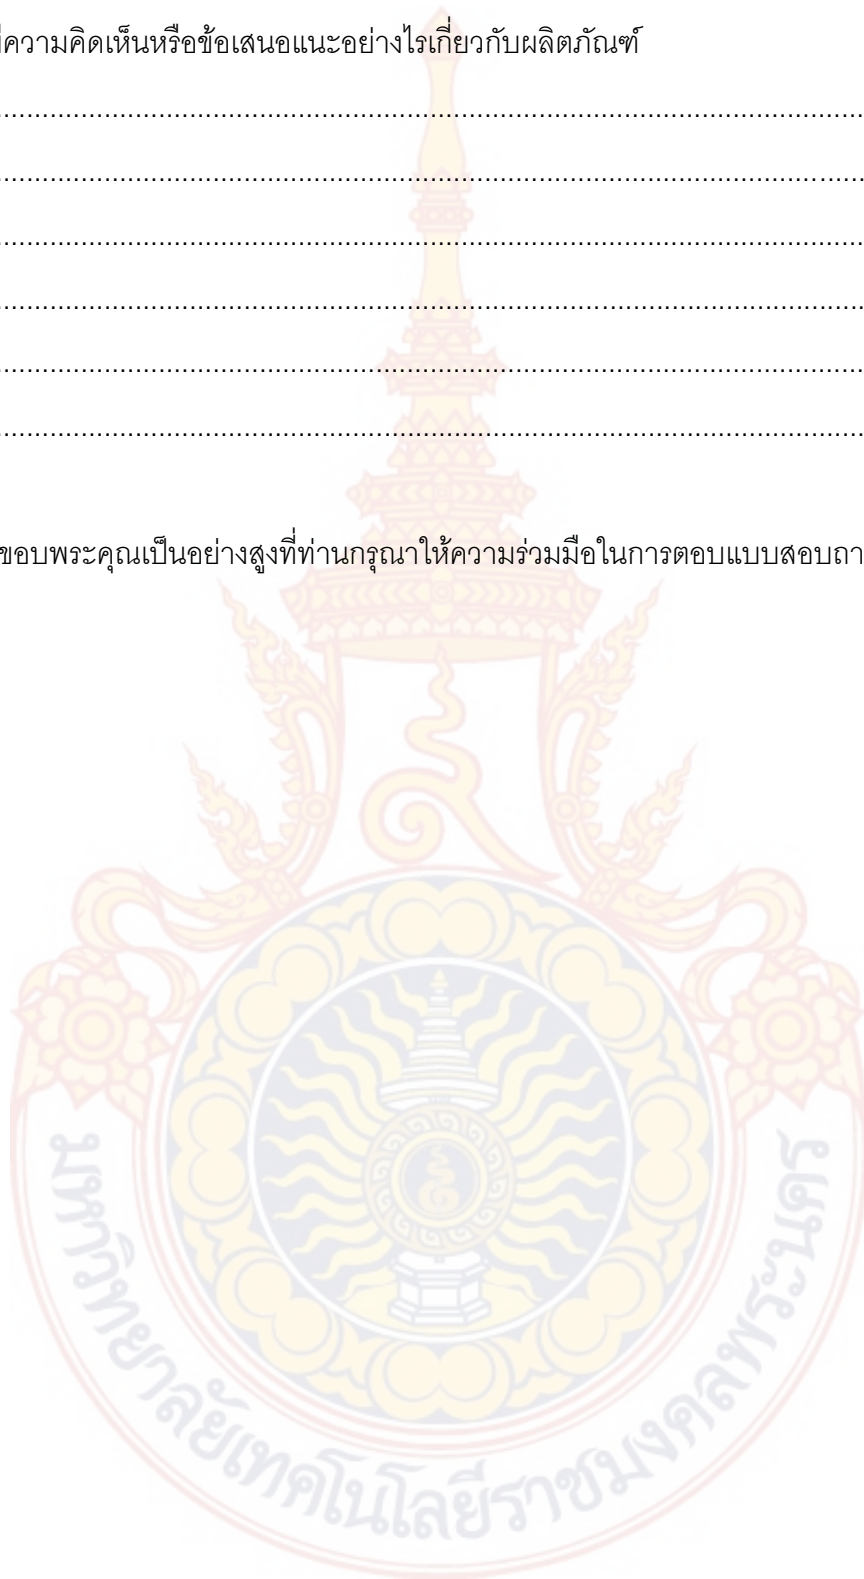 ความคิดเห็นหรือข้อเสนอแนะอย่างไรเกี่ยวกับผลิตภัณฑ์
ขอบพระคุณเป็นอย่างสูงที่ท่านกรุณาให้ความร่วมมือในการตอบแบบสอบถา
มหาวิทยาลัยเทคโนโลยีราชมงคลพระนคร